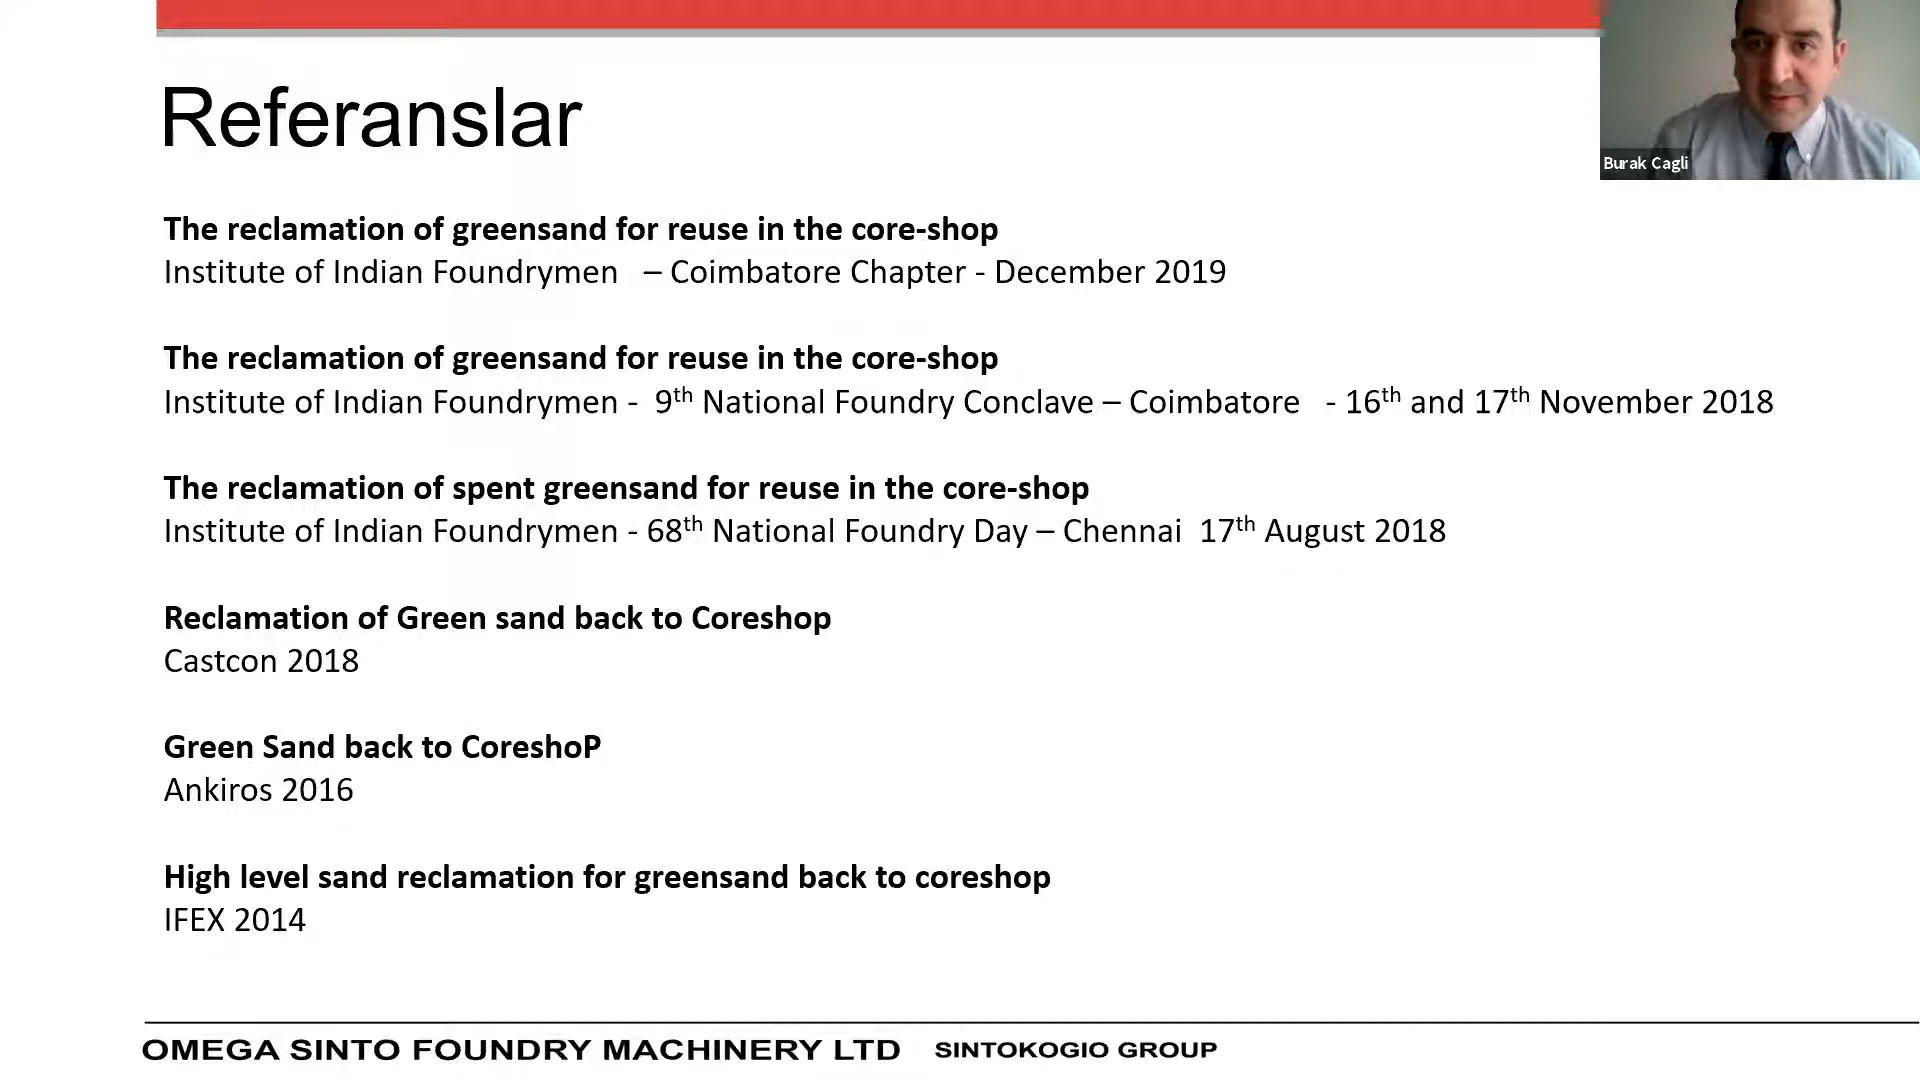 Referanslar
Burak Cagli
The reclamation of greensand for reuse in the core-shop
Institute of Indian Foundrymen – Coimbatore Chapter - December 2019
The reclamation of greensand for reuse in the core-shop
Institute of Indian Foundrymen - 9th National Foundry Conclave – Coimbatore - 16th and 17th November 2018
The reclamation of spent greensand for reuse in the core-shop
Institute of Indian Foundrymen - 68th National Foundry Day – Chennai 17th August 2018
Reclamation of Green sand back to Coreshop
Castcon 2018
Green Sand back to CoreshoP
Ankiros 2016
High level sand reclamation for greensand back to coreshop
IFEX 2014
OMEGA SINTO FOUNDRY MACHINERY LTD SINTOKOGIO GROUP